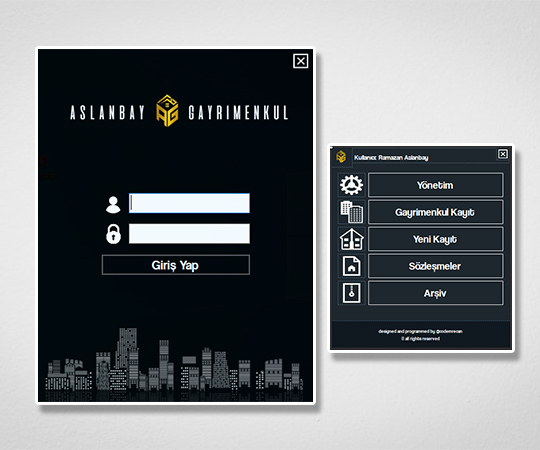 ASLANBAY GAYRIMENKUL
Giriş Yap
Kullanıcı: Ramazan Aslanbay
Yönetim
Gayrimenkul Kayıt
Yeni Kayıt
Sözleşmeler
Arşiv
designed and programmed by @codemrecan
© all rights reserved